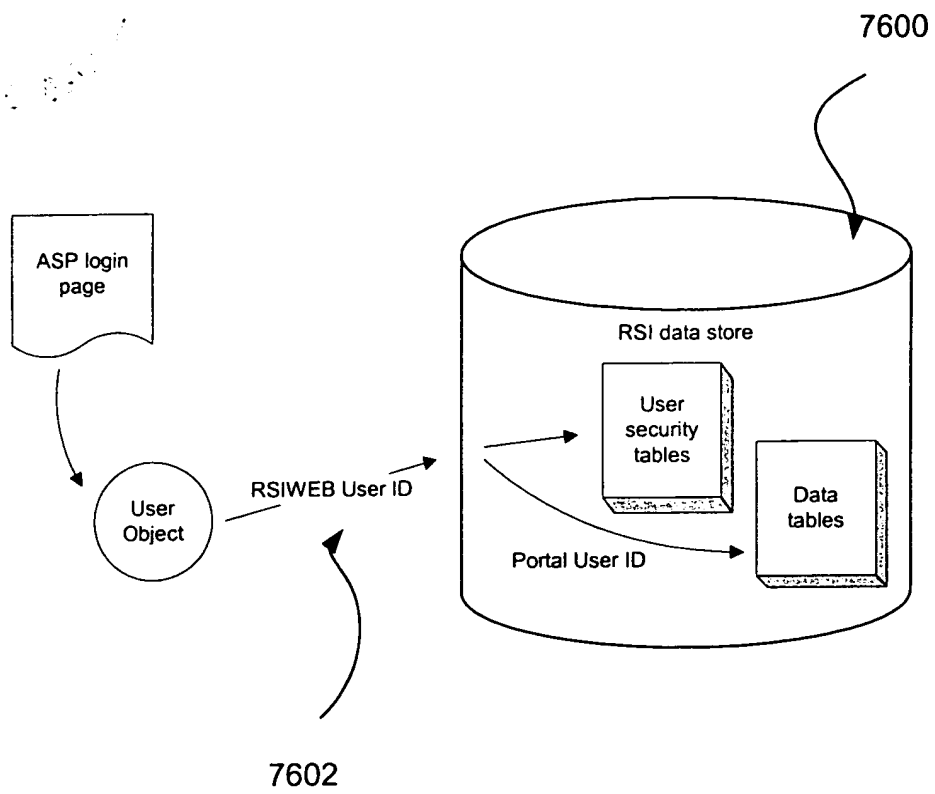 7600
ASP login
page
RSI data store
User
security
tables
Data
tables
RSIWEB User ID
User
Object
Portal User ID
7602